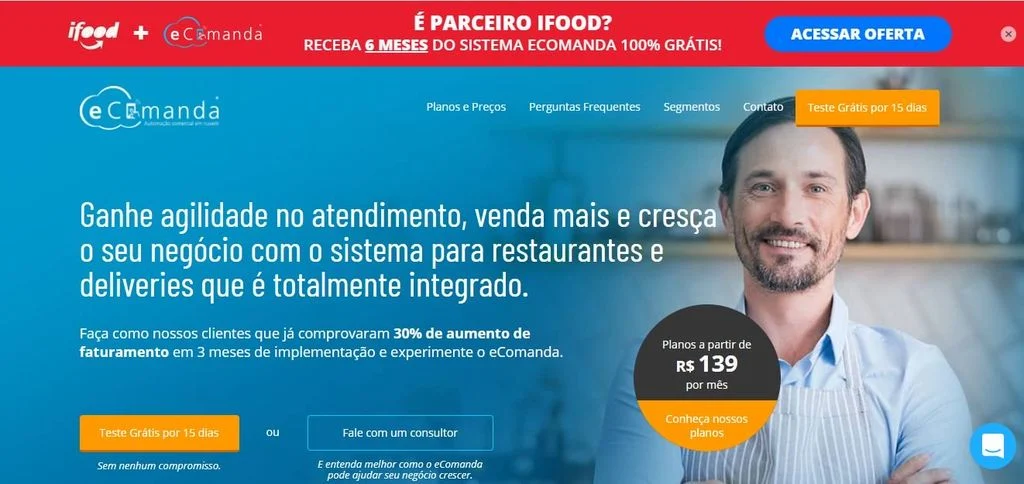 ifood + eComanda
É PARCEIRO IFOOD?
RECEBA 6 MESES DO SISTEMA ECOMANDA 100% GRÁTIS!
ACESSAR OFERTA
eComanda
Automação comercial em nuvem
Planos e Preços
Perguntas Frequentes
Segmentos
Contato
Teste Grátis por 15 dias
Ganhe agilidade no atendimento, venda mais e cresça
o seu negócio com o sistema para restaurantes e
deliveries que é totalmente integrado.
Faça como nossos clientes que já comprovaram 30% de aumento de
faturamento em 3 meses de implementação e experimente o eComanda.
Planos a partir de
R$ 139
por mês
Conheça nossos
planos
Teste Grátis por 15 dias
ou
Fale com um consultor
Sem nenhum compromisso.
E entenda melhor como o eComanda
pode ajudar seu negócio crescer.